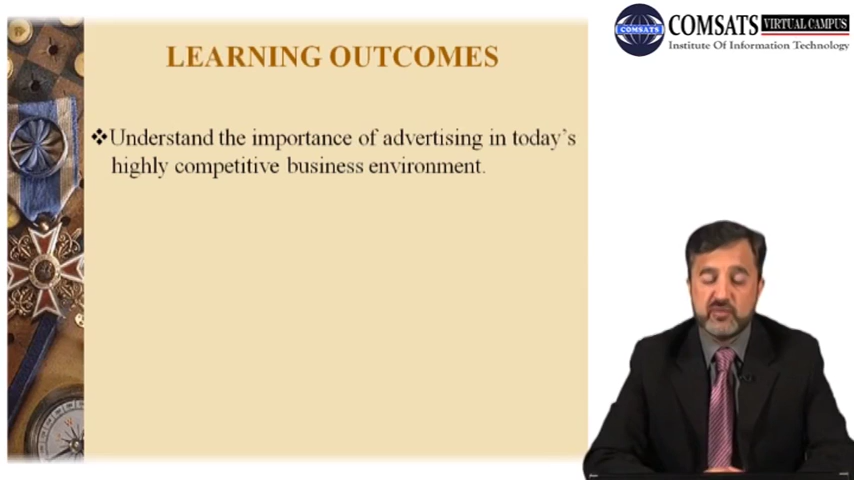 COMSATS VIRTUAL CAMPUS
COMSATS
Institute Of Information Technology
LEARNING OUTCOMES
❖Understand the importance of advertising in today's
highly competitive business environment.